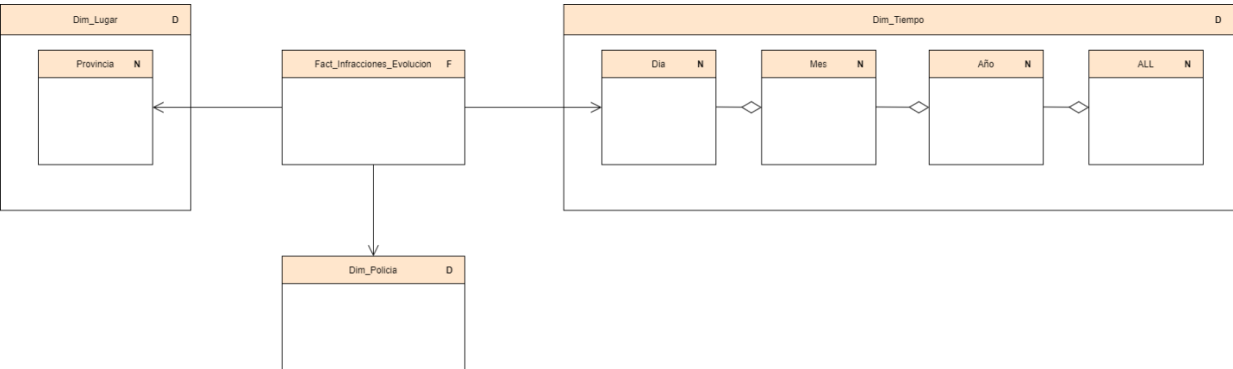 Dim_Lugar D
Dim_Tiempo D
Provincia N
Fact_Infracciones_Evolucion F
Dia N
Mes N
Año N
ALL N
Dim_Policia D